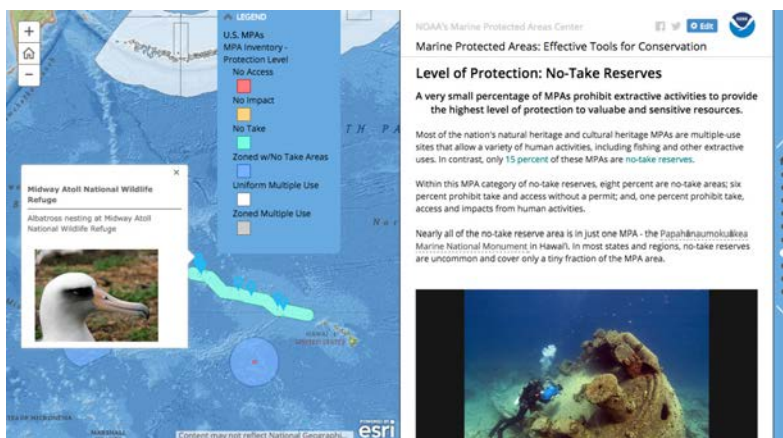 LEGEND
U.S. MPAs
MPA Inventory -
Protection Level
No Access
No Impact
No Take
Zoned w/No Take Areas
Uniform Multiple Use
Zoned Multiple Use
T H P A
Midway Atoll National Wildlife
Refuge
Albatross nesting at Midway Atoll
National Wildlife Refuge
HAWAII
UNITED STATES
MARSHALL
Content may not reflect National Geographi...
POWERED BY
esri
NOAA's Marine Protected Areas Center
Edit
Marine Protected Areas: Effective Tools for Conservation
Level of Protection: No-Take Reserves
A very small percentage of MPAs prohibit extractive activities to provide
the highest level of protection to valuabe and sensitive resources.
Most of the nation's natural heritage and cultural heritage MPAs are multiple-use
sites that allow a variety of human activities, including fishing and other extractive
uses. In contrast, only 15 percent of these MPAs are no-take reserves.
Within this MPA category of no-take reserves, eight percent are no-take areas; six
percent prohibit take and access without a permit; and, one percent prohibit take,
access and impacts from human activities.
Nearly all of the no-take reserve area is in just one MPA - the Papahānaumokuākea
Marine National Monument in Hawai'i. In most states and regions, no-take reserves
are uncommon and cover only a tiny fraction of the MPA area.